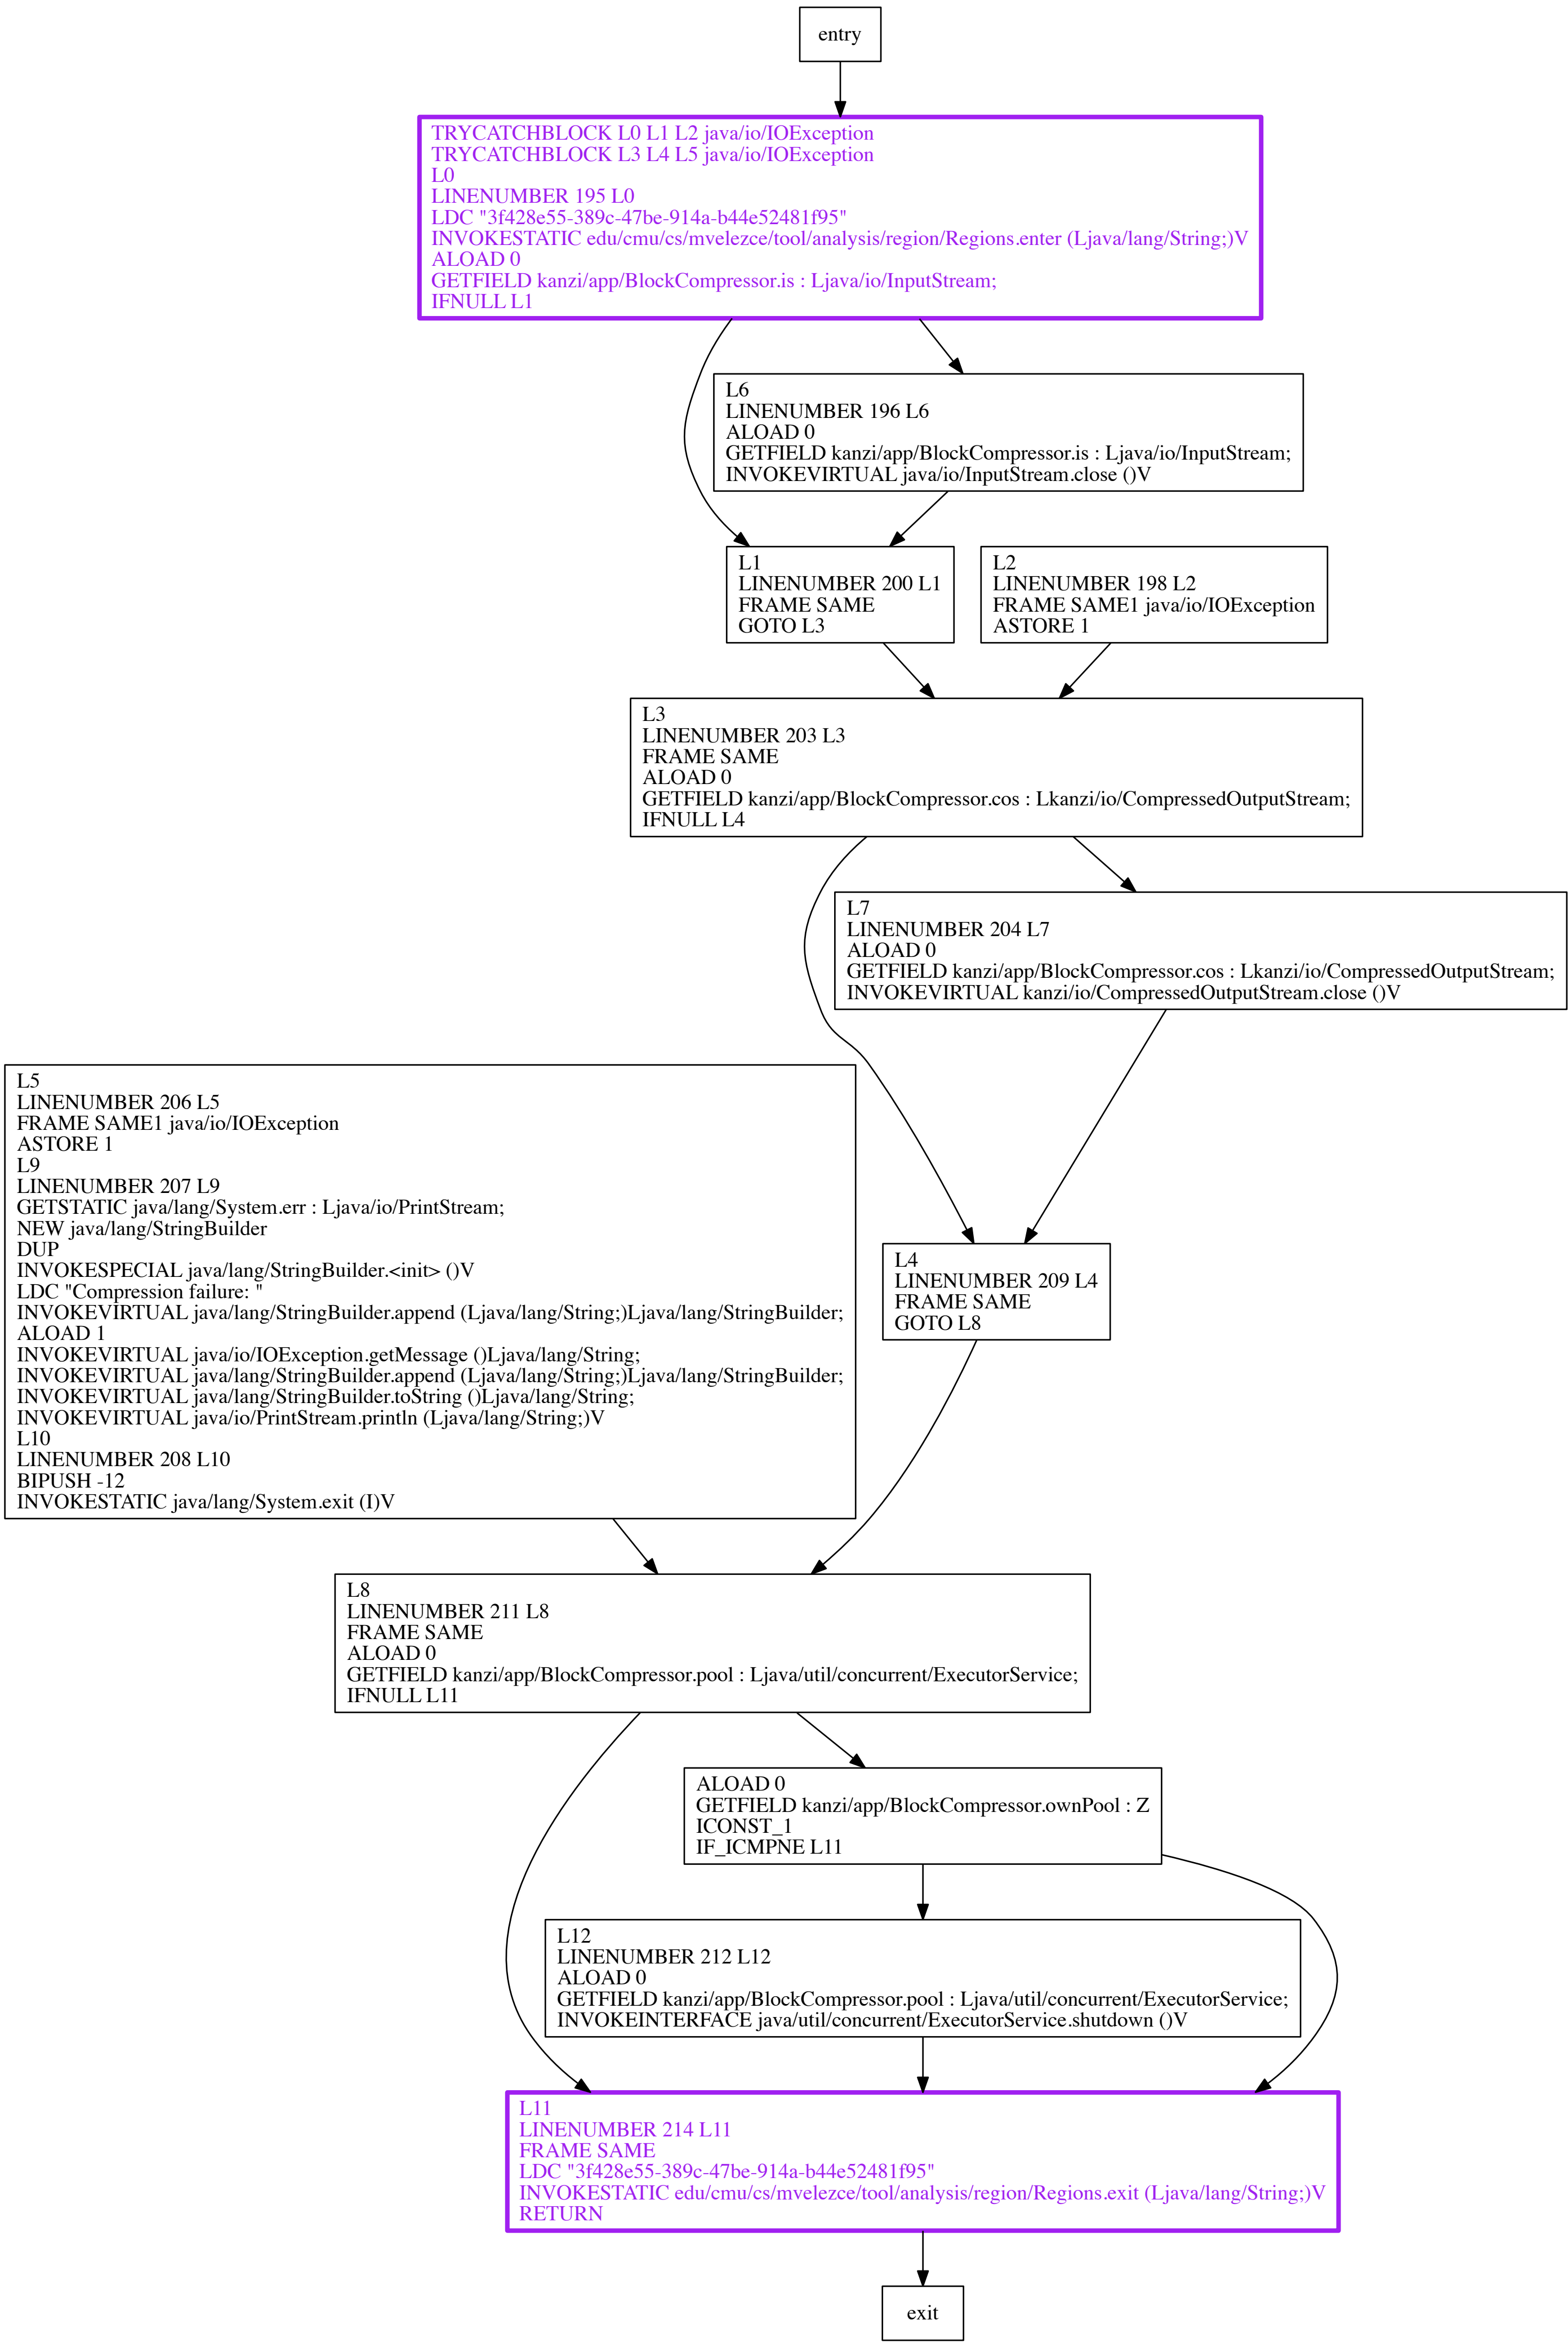 entry
TRYCATCHBLOCK L0 L1 L2 java/io/IOException
TRYCATCHBLOCK L3 L4 L5 java/io/IOException
L0
LINENUMBER 195 L0
LDC "3f428e55-389c-47be-914a-b44e52481f95"
INVOKESTATIC edu/cmu/cs/mvelezce/tool/analysis/region/Regions.enter (Ljava/lang/String;)V
ALOAD 0
GETFIELD kanzi/app/BlockCompressor.is : Ljava/io/InputStream;
IFNULL L1
L6
LINENUMBER 196 L6
ALOAD 0
GETFIELD kanzi/app/BlockCompressor.is : Ljava/io/InputStream;
INVOKEVIRTUAL java/io/InputStream.close ()V
L1
LINENUMBER 200 L1
FRAME SAME
GOTO L3
L2
LINENUMBER 198 L2
FRAME SAME1 java/io/IOException
ASTORE 1
L3
LINENUMBER 203 L3
FRAME SAME
ALOAD 0
GETFIELD kanzi/app/BlockCompressor.cos : Lkanzi/io/CompressedOutputStream;
IFNULL L4
L7
LINENUMBER 204 L7
ALOAD 0
GETFIELD kanzi/app/BlockCompressor.cos : Lkanzi/io/CompressedOutputStream;
INVOKEVIRTUAL kanzi/io/CompressedOutputStream.close ()V
L5
LINENUMBER 206 L5
FRAME SAME1 java/io/IOException
ASTORE 1
L9
LINENUMBER 207 L9
GETSTATIC java/lang/System.err : Ljava/io/PrintStream;
NEW java/lang/StringBuilder
DUP
INVOKESPECIAL java/lang/StringBuilder.<init> ()V
LDC "Compression failure: "
INVOKEVIRTUAL java/lang/StringBuilder.append (Ljava/lang/String;)Ljava/lang/StringBuilder;
ALOAD 1
INVOKEVIRTUAL java/io/IOException.getMessage ()Ljava/lang/String;
INVOKEVIRTUAL java/lang/StringBuilder.append (Ljava/lang/String;)Ljava/lang/StringBuilder;
INVOKEVIRTUAL java/lang/StringBuilder.toString ()Ljava/lang/String;
INVOKEVIRTUAL java/io/PrintStream.println (Ljava/lang/String;)V
L10
LINENUMBER 208 L10
BIPUSH -12
INVOKESTATIC java/lang/System.exit (I)V
L4
LINENUMBER 209 L4
FRAME SAME
GOTO L8
L8
LINENUMBER 211 L8
FRAME SAME
ALOAD 0
GETFIELD kanzi/app/BlockCompressor.pool : Ljava/util/concurrent/ExecutorService;
IFNULL L11
ALOAD 0
GETFIELD kanzi/app/BlockCompressor.ownPool : Z
ICONST_1
IF_ICMPNE L11
L12
LINENUMBER 212 L12
ALOAD 0
GETFIELD kanzi/app/BlockCompressor.pool : Ljava/util/concurrent/ExecutorService;
INVOKEINTERFACE java/util/concurrent/ExecutorService.shutdown ()V
L11
LINENUMBER 214 L11
FRAME SAME
LDC "3f428e55-389c-47be-914a-b44e52481f95"
INVOKESTATIC edu/cmu/cs/mvelezce/tool/analysis/region/Regions.exit (Ljava/lang/String;)V
RETURN
exit